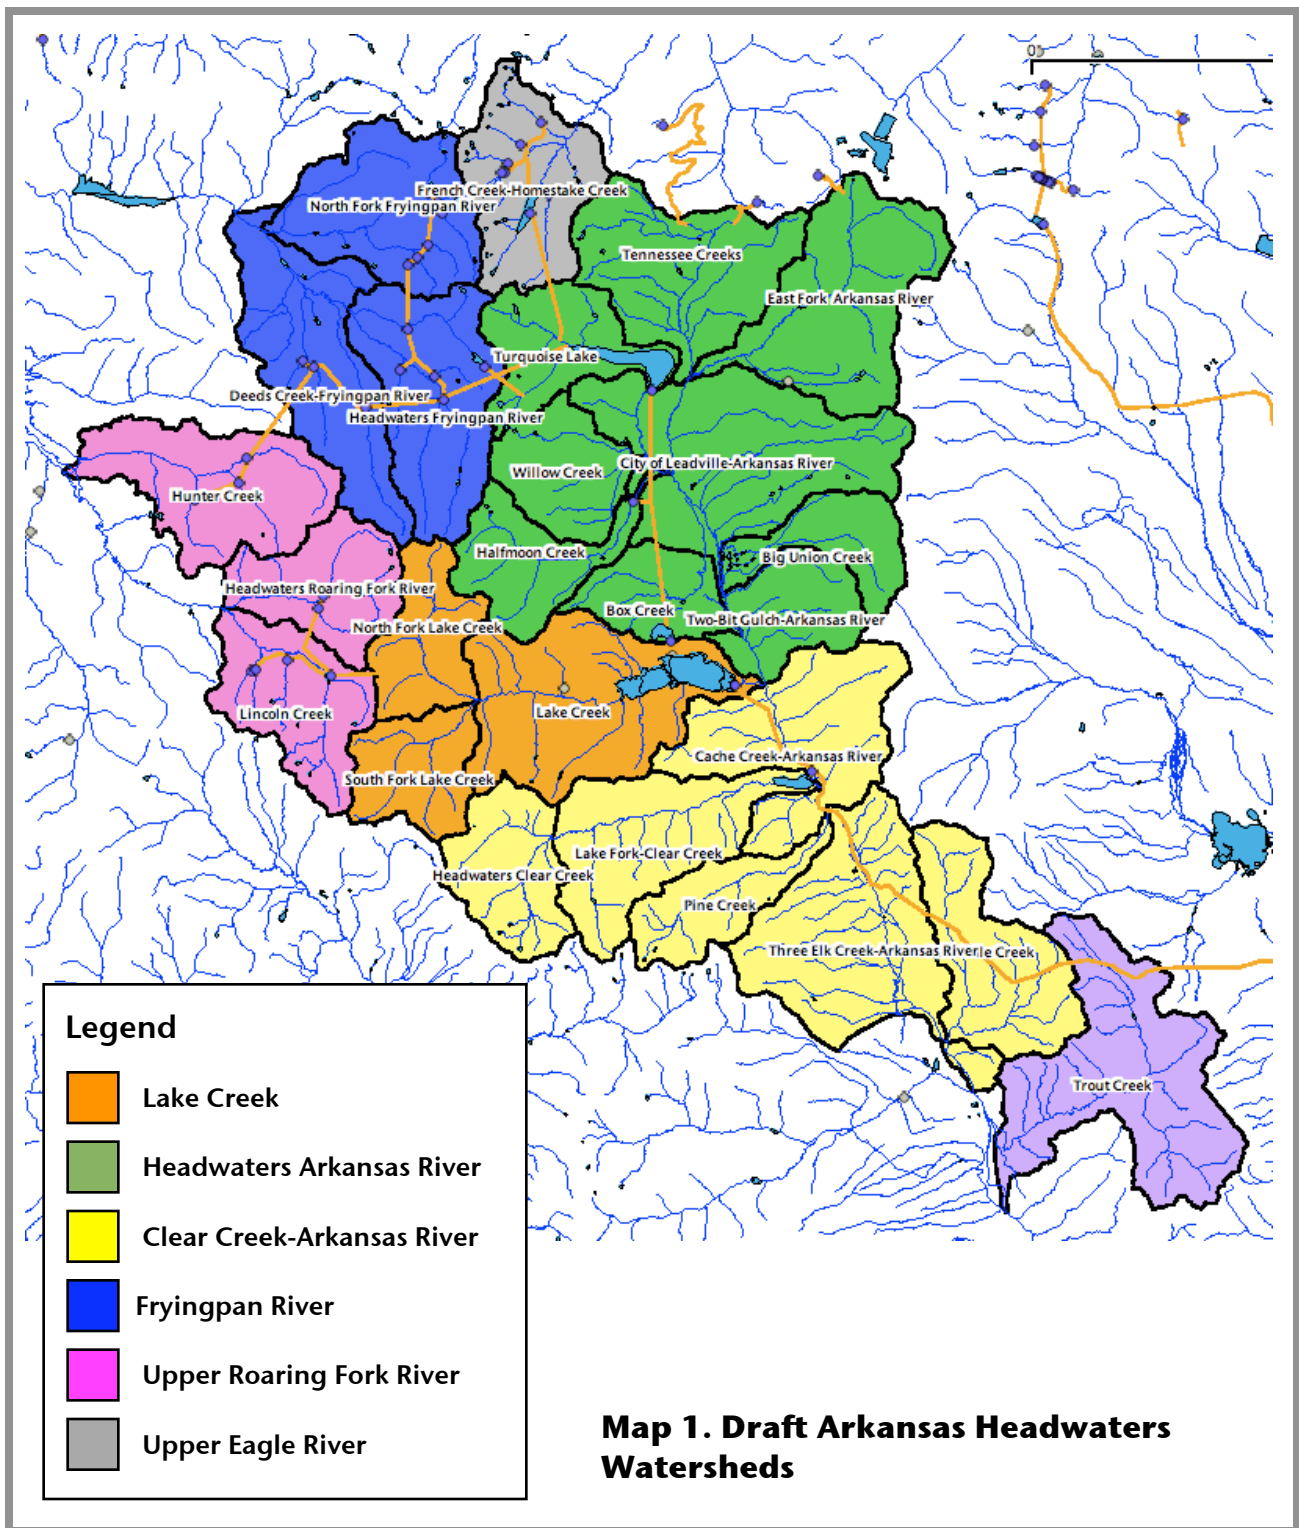 0
French Creek-Homestake Creek
North Fork Fryingpan River
Tennessee Creeks
East Fork Arkansas River
Turquoise Lake
Deeds Creek-Fryingpan River
Headwaters Fryingpan River
City of Leadville-Arkansas River
Willow Creek
Hunter Creek
Halfmoon Creek
Big Union Creek
Headwaters Roaring Fork River
Box Creek
Two-Bit Gulch-Arkansas River
North Fork Lake Creek
Lincoln Creek
Lake Creek
Cache Creek-Arkansas River
South Fork Lake Creek
Lake Fork-Clear Creek
Headwaters Clear Creek
Pine Creek
Three Elk Creek-Arkansas River
le Creek
Trout Creek
Legend
Lake Creek
Headwaters Arkansas River
Clear Creek-Arkansas River
Fryingpan River
Upper Roaring Fork River
Upper Eagle River
Map 1. Draft Arkansas Headwaters
Watersheds